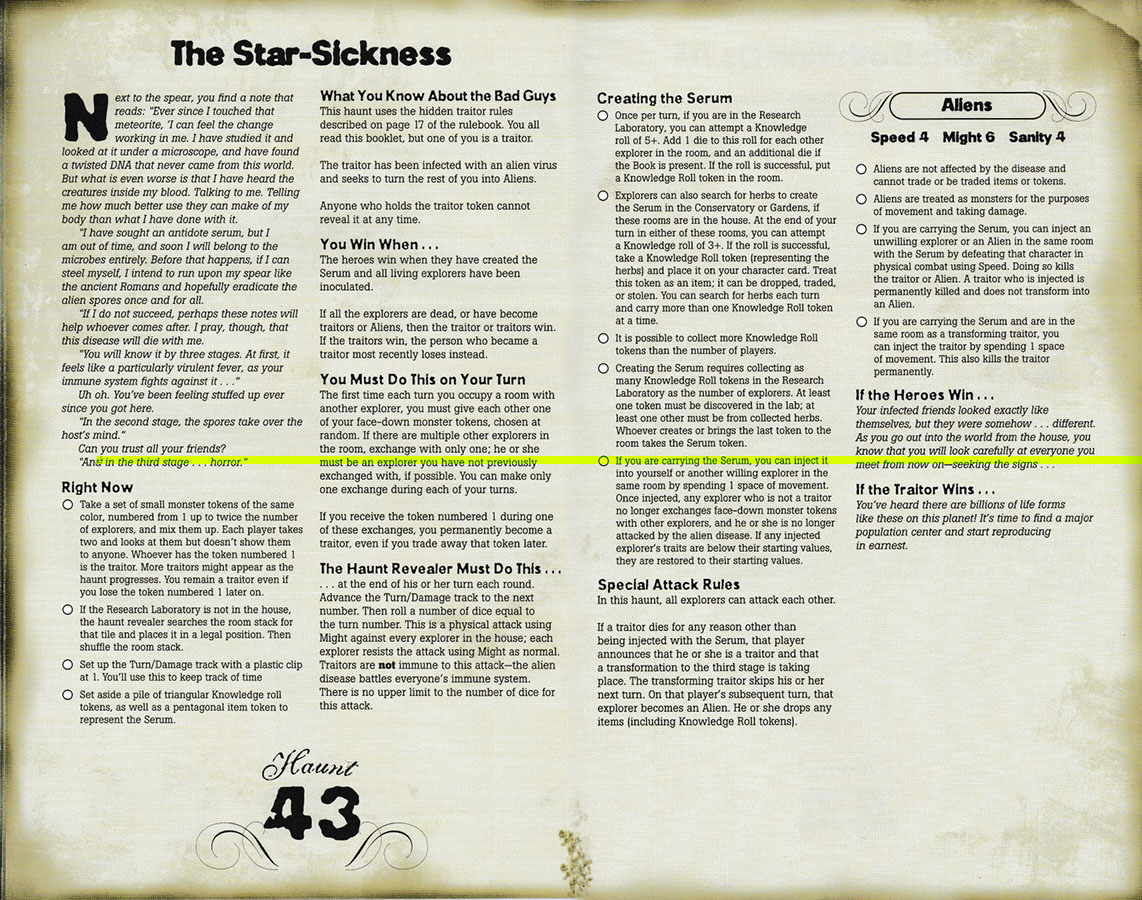 The Star-Sickness
Next to the spear, you find a note that
reads: "Ever since I touched that
meteorite, 'I can feel the change
working in me. I have studied it and
looked at it under a microscope, and have found
a twisted DNA that never came from this world.
But what is even worse is that I have heard the
creatures inside my blood. Talking to me. Telling
me how much better use they can make of my
body than what I have done with it.
"I have sought an antidote serum, but I
am out of time, and soon I will belong to the
microbes entirely. Before that happens, if I can
steel myself, I intend to run upon my spear like
the ancient Romans and hopefully eradicate the
alien spores once and for all.
"If I do not succeed, perhaps these notes will
help whoever comes after. I pray, though, that
this disease will die with me.
"You will know it by three stages. At first, it
feels like a particularly virulent fever, as your
immune system fights against it . . ."
Uh oh. You've been feeling stuffed up ever
since you got here.
"In the second stage, the spores take over the
host's mind."
Can you trust all your friends?
"And in the third stage . . . horror."
Right Now
Take a set of small monster tokens of the same
color, numbered from 1 up to twice the number
of explorers, and mix them up. Each player takes
two and looks at them but doesn't show them
to anyone. Whoever has the token numbered 1
is the traitor. More traitors might appear as the
haunt progresses. You remain a traitor even if
you lose the token numbered 1 later on.
If the Research Laboratory is not in the house,
the haunt revealer searches the room stack for
that tile and places it in a legal position. Then
shuffle the room stack.
Set up the Turn/Damage track with a plastic clip
at 1. You'll use this to keep track of time
Set aside a pile of triangular Knowledge roll
tokens, as well as a pentagonal item token to
represent the Serum.
What You Know About the Bad Guys
This haunt uses the hidden traitor rules
described on page 17 of the rulebook. You all
read this booklet, but one of you is a traitor.
The traitor has been infected with an alien virus
and seeks to turn the rest of you into Aliens.
Anyone who holds the traitor token cannot
reveal it at any time.
You Win When . . .
The heroes win when they have created the
Serum and all living explorers have been
inoculated.
If all the explorers are dead, or have become
traitors or Aliens, then the traitor or traitors win.
If the traitors win, the person who became a
traitor most recently loses instead.
You Must Do This on Your Turn
The first time each turn you occupy a room with
another explorer, you must give each other one
of your face-down monster tokens, chosen at
random. If there are multiple other explorers in
the room, exchange with only one; he or she
must be an explorer you have not previously
exchanged with, if possible. You can make only
one exchange during each of your turns.
If you receive the token numbered 1 during one
of these exchanges, you permanently become a
traitor, even if you trade away that token later.
The Haunt Revealer Must Do This . . .
. . . at the end of his or her turn each round.
Advance the Turn/Damage track to the next
number. Then roll a number of dice equal to
the turn number. This is a physical attack using
Might against every explorer in the house; each
explorer resists the attack using Might as normal.
Traitors are not immune to this attack—the alien
disease battles everyone's immune system.
There is no upper limit to the number of dice for
this attack.
Haunt
43
Creating the Serum
Once per turn, if you are in the Research
Laboratory, you can attempt a Knowledge
roll of 5+. Add 1 die to this roll for each other
explorer in the room, and an additional die if
the Book is present. If the roll is successful, put
a Knowledge Roll token in the room.
Explorers can also search for herbs to create
the Serum in the Conservatory or Gardens, if
these rooms are in the house. At the end of your
turn in either of these rooms, you can attempt
a Knowledge roll of 3+. If the roll is successful,
take a Knowledge Roll token (representing the
herbs) and place it on your character card. Treat
this token as an item; it can be dropped, traded,
or stolen. You can search for herbs each turn
and carry more than one Knowledge Roll token
at a time.
It is possible to collect more Knowledge Roll
tokens than the number of players.
Creating the Serum requires collecting as
many Knowledge Roll tokens in the Research
Laboratory as the number of explorers. At least
one token must be discovered in the lab; at
least one other must be from collected herbs.
Whoever creates or brings the last token to the
room takes the Serum token.
If you are carrying the Serum, you can inject it
into yourself or another willing explorer in the
same room by spending 1 space of movement.
Once injected, any explorer who is not a traitor
no longer exchanges face-down monster tokens
with other explorers, and he or she is no longer
attacked by the alien disease. If any injected
explorer's traits are below their starting values,
they are restored to their starting values.
Special Attack Rules
In this haunt, all explorers can attack each other.
If a traitor dies for any reason other than
being injected with the Serum, that player
announces that he or she is a traitor and that
a transformation to the third stage is taking
place. The transforming traitor skips his or her
next turn. On that player's subsequent turn, that
explorer becomes an Alien. He or she drops any
items (including Knowledge Roll tokens).
Aliens
Speed 4 Might 6 Sanity 4
Aliens are not affected by the disease and
cannot trade or be traded items or tokens.
Aliens are treated as monsters for the purposes
of movement and taking damage.
If you are carrying the Serum, you can inject an
unwilling explorer or an Alien in the same room
with the Serum by defeating that character in
physical combat using Speed. Doing so kills
the traitor or Alien. A traitor who is injected is
permanently killed and does not transform into
an Alien.
If you are carrying the Serum and are in the
same room as a transforming traitor, you
can inject the traitor by spending 1 space
of movement. This also kills the traitor
permanently.
If the Heroes Win . . .
Your infected friends looked exactly like
themselves, but they were somehow . . . different.
As you go out into the world from the house, you
know that you will look carefully at everyone you
meet from now on—seeking the signs . . .
If the Traitor Wins . . .
You've heard there are billions of life forms
like these on this planet! It's time to find a major
population center and start reproducing
in earnest.